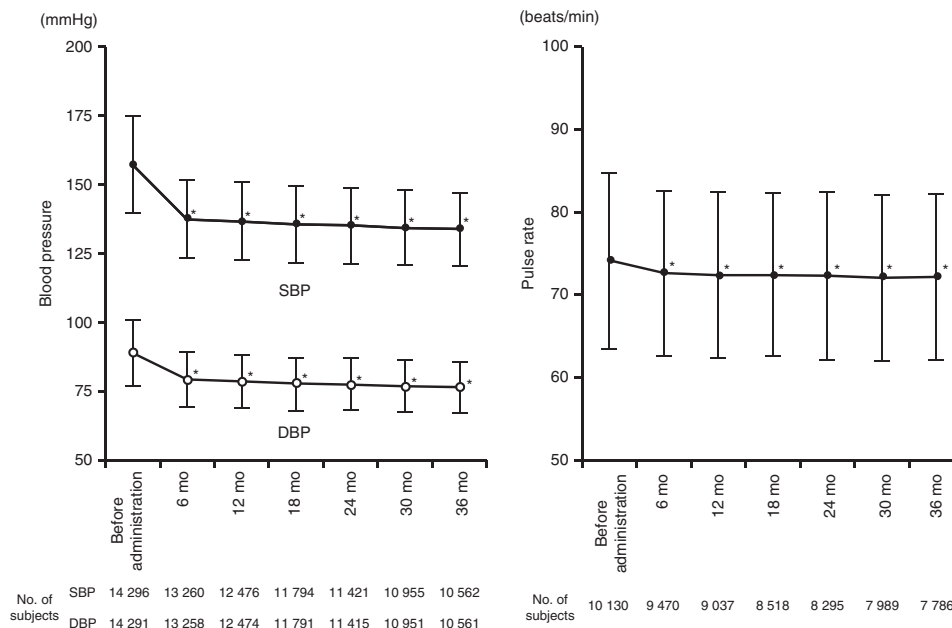 (mmHg)
200
175
150
125
100
75
50
Blood pressure
* * * * * *
SBP
* * * * * *
DBP
Before
administration
6 mo
12 mo
18 mo
24 mo
30 mo
36 mo
No. of
subjects
SBP 14 296 13 260 12 476 11 794 11 421 10 955 10 562
DBP 14 291 13 258 12 474 11 791 11 415 10 951 10 561
(beats/min)
100
90
80
70
60
50
Pulse rate
* * * * * *
Before
administration
6 mo
12 mo
18 mo
24 mo
30 mo
36 mo
No. of
subjects
10 130 9 470 9 037 8 518 8 295 7 989 7 786